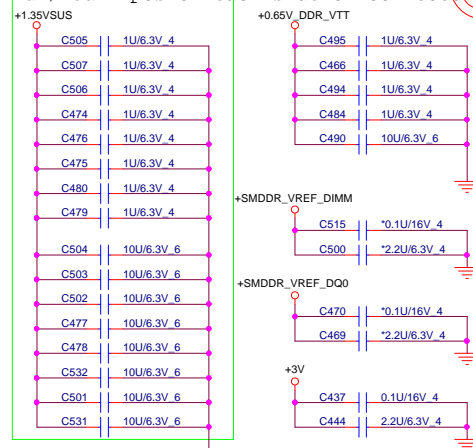 +1.35VSUS
C505 1U/6.3V_4
C507 1U/6.3V_4
C506 1U/6.3V_4
C474 1U/6.3V_4
C476 1U/6.3V_4
C475 1U/6.3V_4
C480 1U/6.3V_4
C479 1U/6.3V_4
C504 10U/6.3V_6
C503 10U/6.3V_6
C502 10U/6.3V_6
C477 10U/6.3V_6
C478 10U/6.3V_6
C532 10U/6.3V_6
C501 10U/6.3V_6
C531 10U/6.3V_6
+0.65V_DDR_VTT
C495 1U/6.3V_4
C466 1U/6.3V_4
C494 1U/6.3V_4
C484 1U/6.3V_4
C490 10U/6.3V_6
+SMDDR_VREF_DIMM
C515 *0.1U/16V_4
C500 *2.2U/6.3V_4
+SMDDR_VREF_DQ0
C470 *0.1U/16V_4
C469 *2.2U/6.3V_4
+3V
C437 0.1U/16V_4
C444 2.2U/6.3V_4